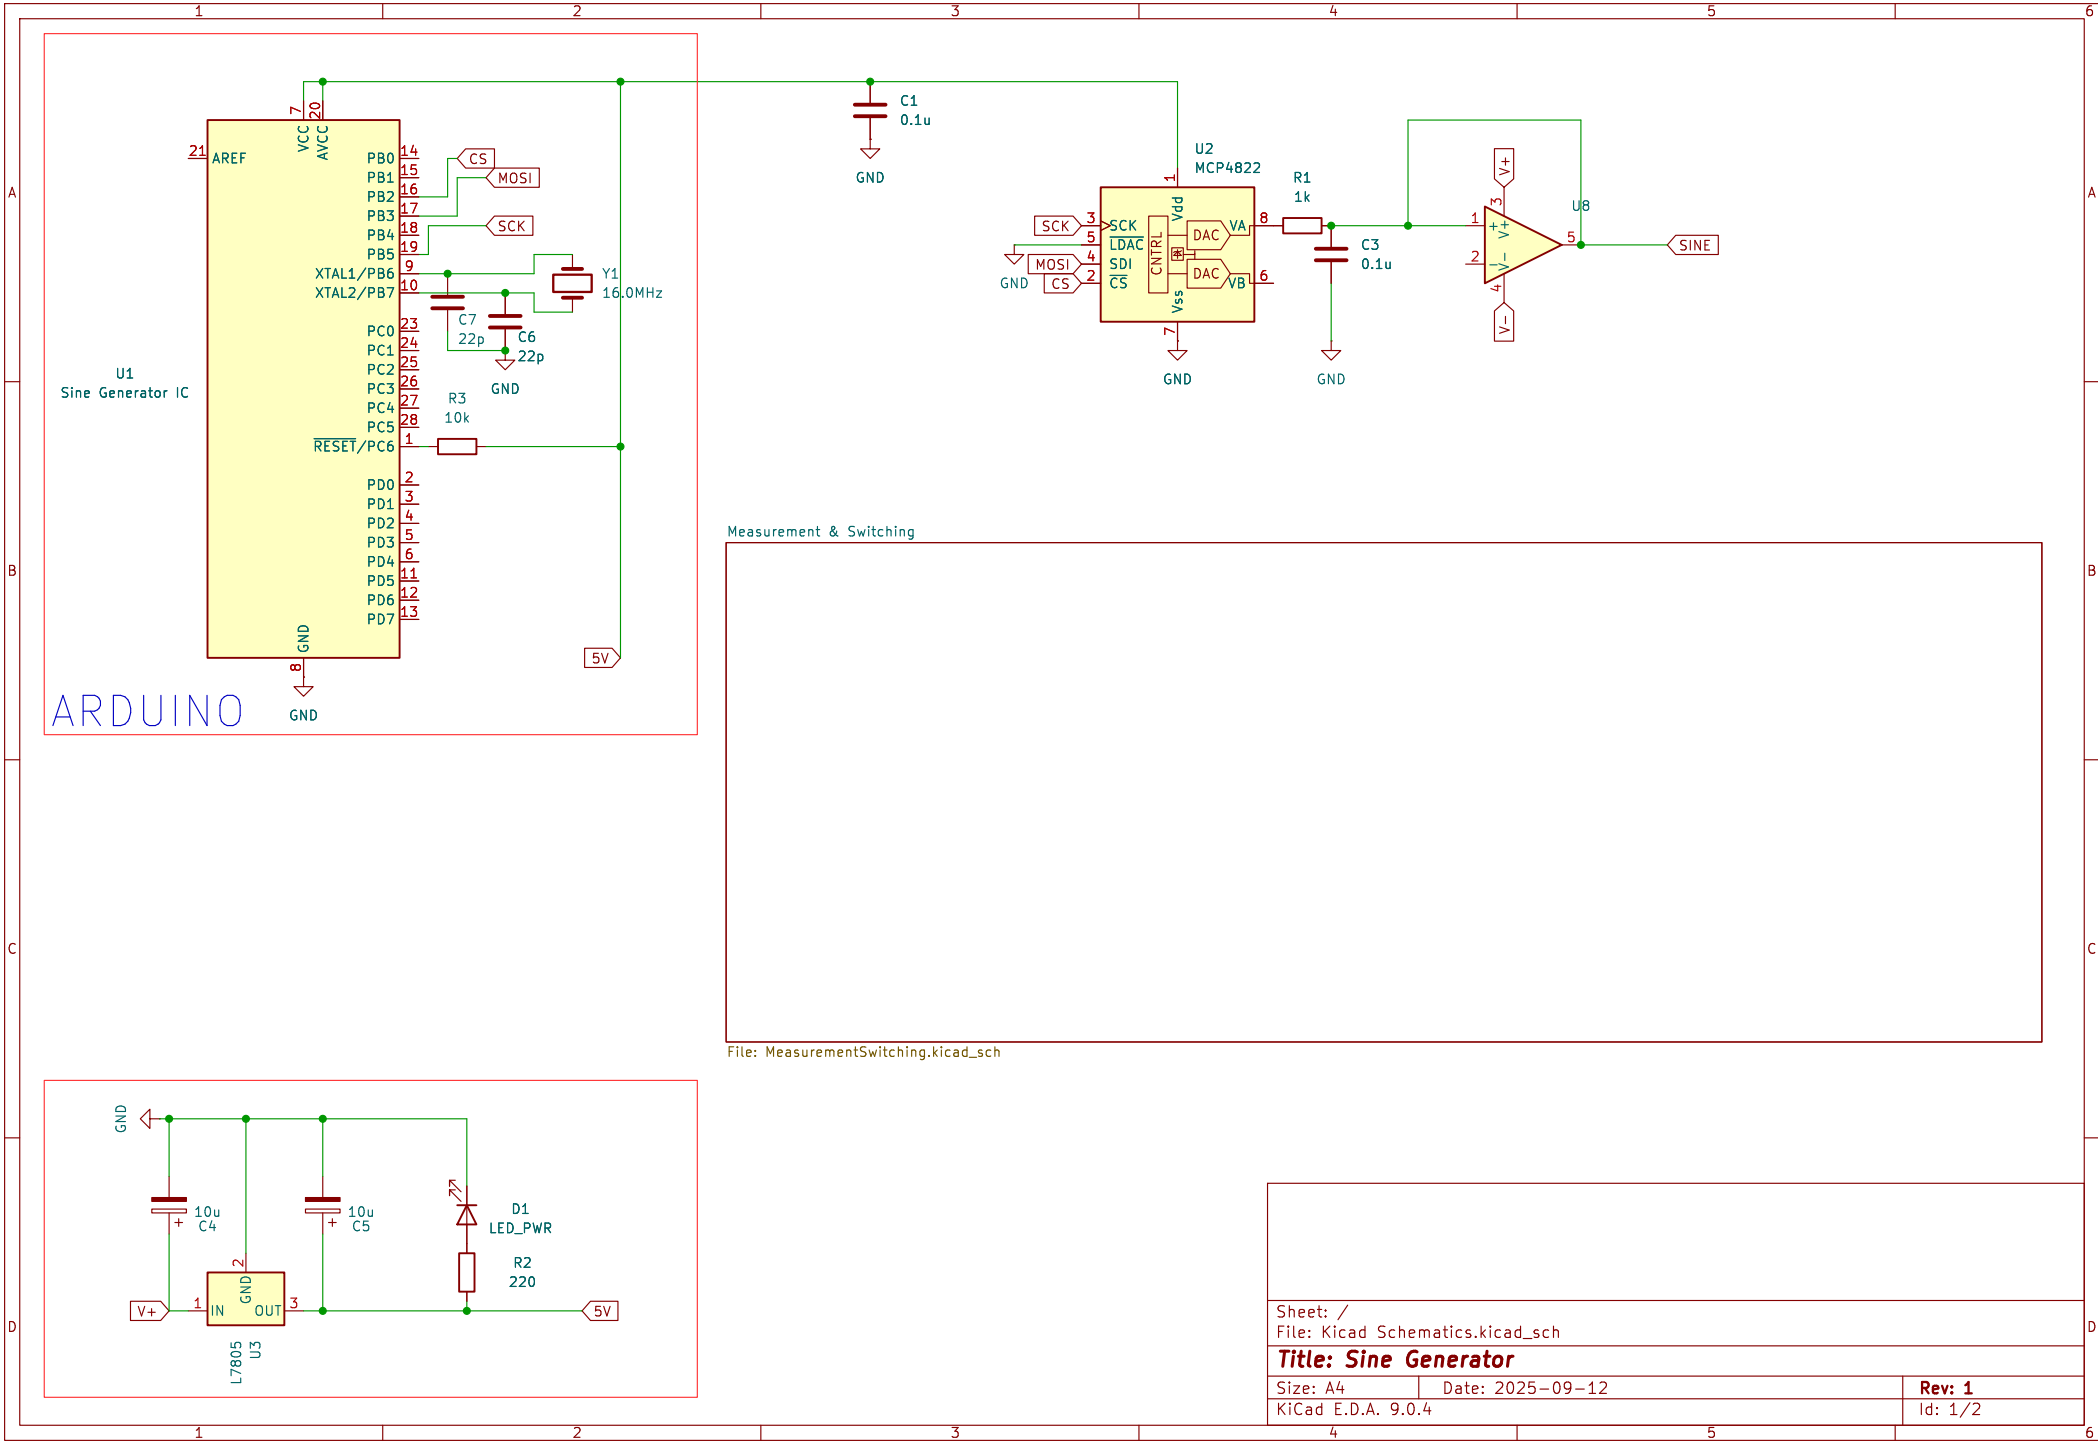 1 2 3 4 5 6
A
B
C
D
A
B
C
D
1 2 3 4 5 6
7
VCC
20
AVCC
21 AREF
PB0 14
PB1 15
PB2 16
PB3 17
PB4 18
PB5 19
XTAL1/PB6 9
XTAL2/PB7 10
PC0 23
PC1 24
PC2 25
PC3 26
PC4 27
PC5 28
RESET/PC6 1
PD0 2
PD1 3
PD2 4
PD3 5
PD4 6
PD5 11
PD6 12
PD7 13
GND
8
GND
U1
Sine Generator IC
CS
MOSI
SCK
Y1
16.0MHz
C7
22p
C6
22p
GND
R3
10k
5V
ARDUINO
C1
0.1u
GND
U2
MCP4822
1
Vdd
SCK 3 SCK
5 LDAC
GND
MOSI 4 SDI
CS 2 CS
CNTRL
DAC
DAC
VA 8
VB 6
Vss
7
GND
R1
1k
C3
0.1u
GND
V+
3
V+
1 +
2 -
V-
4
V-
U8
5
SINE
Measurement & Switching
File: MeasurementSwitching.kicad_sch
GND
10u
C4
+
10u
C5
+
D1
LED_PWR
R2
220
2
GND
V+ 1 IN
OUT 3
5V
L7805
U3
Sheet: /
File: Kicad Schematics.kicad_sch
Title: Sine Generator
Size: A4 Date: 2025-09-12 Rev: 1
KiCad E.D.A. 9.0.4 Id: 1/2